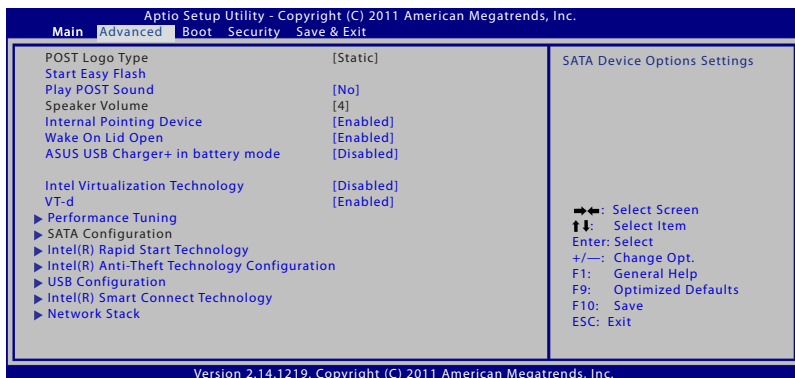 Aptio Setup Utility - Copyright (C) 2011 American Megatrends, Inc.
Main Advanced Boot Security Save & Exit
POST Logo Type [Static]
Start Easy Flash
Play POST Sound [No]
Speaker Volume [4]
Internal Pointing Device [Enabled]
Wake On Lid Open [Enabled]
ASUS USB Charger+ in battery mode [Disabled]
Intel Virtualization Technology [Disabled]
VT-d [Enabled]
Performance Tuning
SATA Configuration
Intel(R) Rapid Start Technology
Intel(R) Anti-Theft Technology Configuration
USB Configuration
Intel(R) Smart Connect Technology
Network Stack
SATA Device Options Settings
→←: Select Screen
↑↓: Select Item
Enter: Select
+/—: Change Opt.
F1: General Help
F9: Optimized Defaults
F10: Save
ESC: Exit
Version 2.14.1219. Copyright (C) 2011 American Megatrends, Inc.